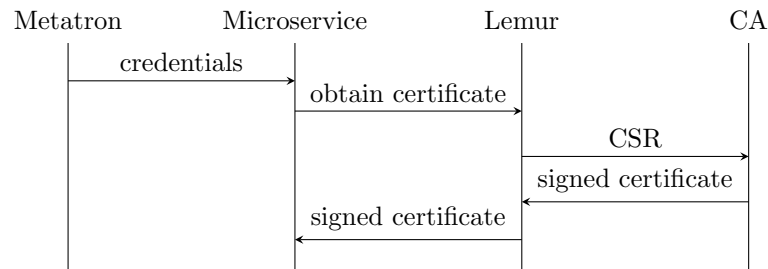 Metatron Microservice Lemur CA
credentials
obtain certificate
CSR
signed certificate
signed certificate